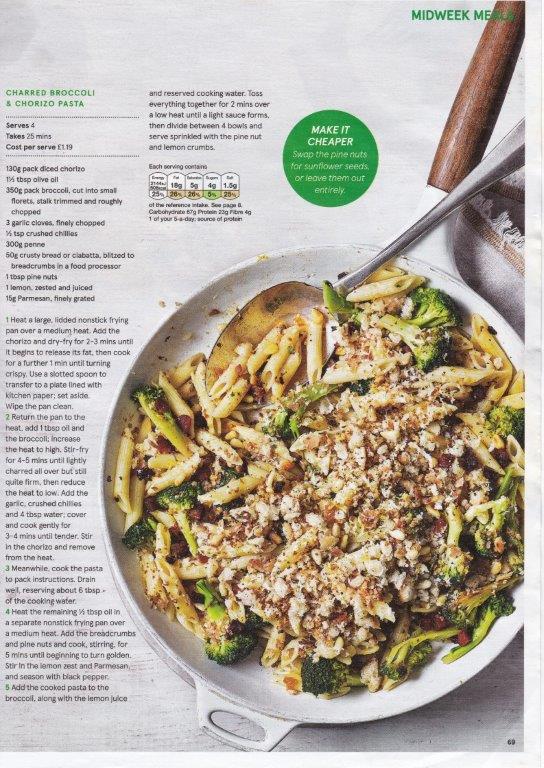 MIDWEEK MEALS
CHARRED BROCCOLI
& CHORIZO PASTA
Serves 4
Takes 25 mins
Cost per serve £1.19
130g pack diced chorizo
1½ tbsp olive oil
350g pack broccoli, cut into small
florets, stalk trimmed and roughly
chopped
3 garlic cloves, finely chopped
½ tsp crushed chillies
300g penne
50g crusty bread or ciabatta, blitzed to
breadcrumbs in a food processor
1 tbsp pine nuts
1 lemon, zested and juiced
15g Parmesan, finely grated
1 Heat a large, lidded nonstick frying
pan over a medium heat. Add the
chorizo and dry-fry for 2-3 mins until
it begins to release its fat, then cook
for a further 1 min until turning
crispy. Use a slotted spoon to
transfer to a plate lined with
kitchen paper; set aside.
Wipe the pan clean.
2 Return the pan to the
heat, add 1 tbsp oil and
the broccoli; increase
the heat to high. Stir-fry
for 4-5 mins until lightly
charred all over but still
quite firm, then reduce
the heat to low. Add the
garlic, crushed chillies
and 4 tbsp water; cover
and cook gently for
3-4 mins until tender. Stir
in the chorizo and remove
from the heat.
3 Meanwhile, cook the pasta
to pack instructions. Drain
well, reserving about 6 tbsp
of the cooking water.
4 Heat the remaining ½ tbsp oil in
a separate nonstick frying pan over
a medium heat. Add the breadcrumbs
and pine nuts and cook, stirring, for
5 mins until beginning to turn golden.
Stir in the lemon zest and Parmesan,
and season with black pepper.
5 Add the cooked pasta to the
broccoli, along with the lemon juice
and reserved cooking water. Toss
everything together for 2 mins over
a low heat until a light sauce forms,
then divide between 4 bowls and
serve sprinkled with the pine nut
and lemon crumbs.
Each serving contains
Energy Fat Saturates Sugars Salt
18g 5g 4g 1.5g
25% 26% 26% 5% 25%
of the reference intake. See page 8.
Carbohydrate 67g Protein 23g Fibre 4g
1 of your 5-a-day; source of protein
MAKE IT
CHEAPER
Swap the pine nuts
for sunflower seeds,
or leave them out
entirely.
69